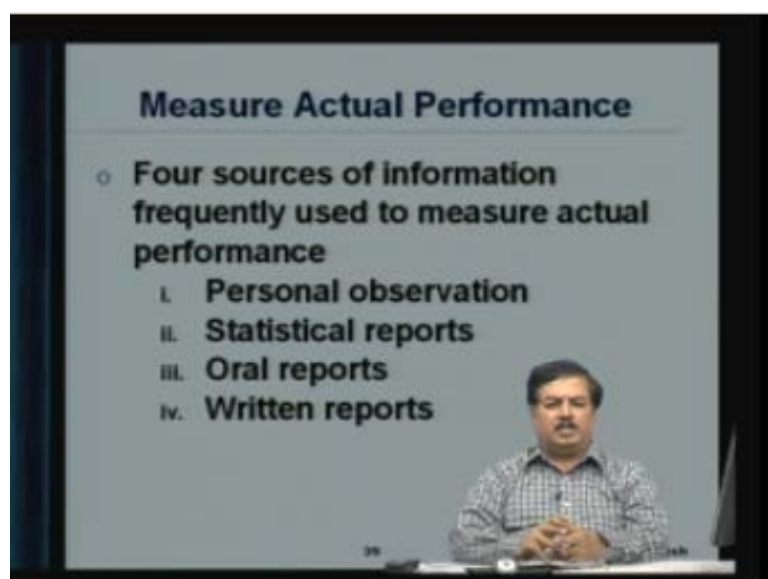 Measure Actual Performance
Four sources of information
frequently used to measure actual
performance
i. Personal observation
ii. Statistical reports
iii. Oral reports
iv. Written reports
39